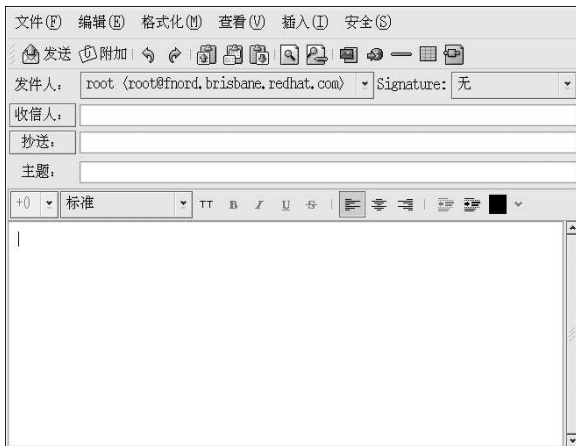 文件(F) 编辑(E) 格式化(M) 查看(V) 插入(I) 安全(S)
发送 附加
发件人: root <root@fnord.brisbane.redhat.com> Signature: 无
收信人:
抄送:
主题:
+0 标准 TT B I U S